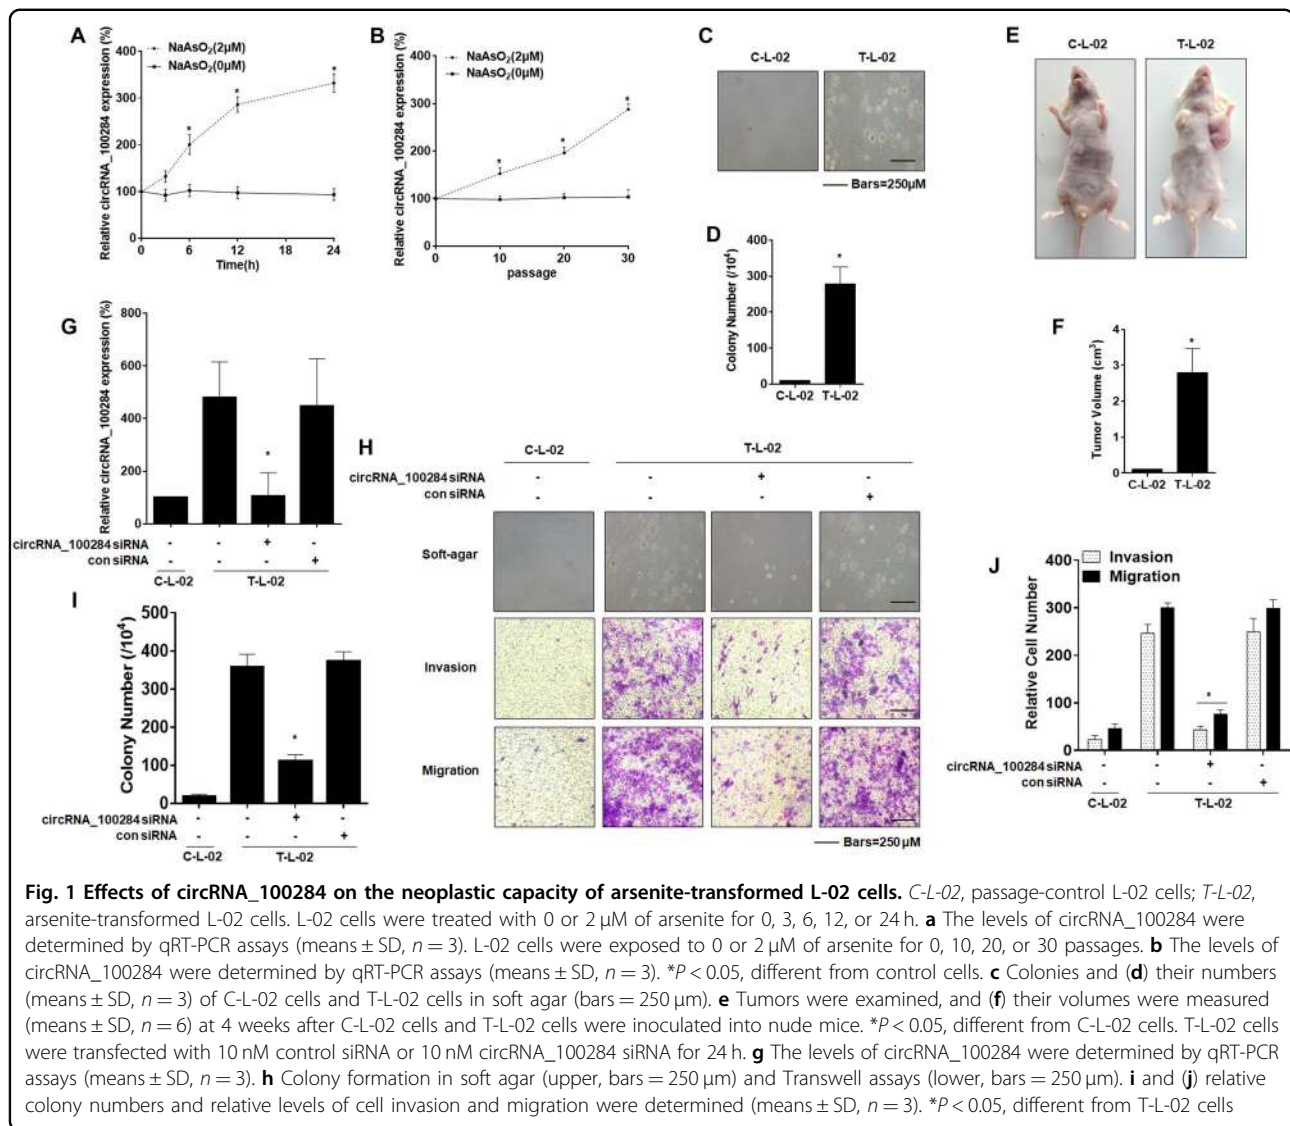 A
Relative circRNA_100284 expression (%)
NaAsO₂(2μM)
NaAsO₂(0μM)
400
300
200
100
0
0 6 12 18 24
Time(h)
* * *
B
Relative circRNA_100284 expression (%)
NaAsO₂(2μM)
NaAsO₂(0μM)
400
300
200
100
0
0 10 20 30
passage
* * *
C
C-L-02 T-L-02
Bars=250μM
D
Colony Number (/10⁴)
400
300
200
100
0
*
C-L-02 T-L-02
E
C-L-02 T-L-02
F
Tumor Volume (cm³)
4
3
2
1
0
*
C-L-02 T-L-02
G
Relative circRNA_100284 expression (%)
800
600
400
200
0
*
circRNA_100284 siRNA - - + -
con siRNA - - - +
C-L-02 T-L-02
H
C-L-02 T-L-02
circRNA_100284 siRNA - - + -
con siRNA - - - +
Soft-agar
Invasion
Migration
Bars=250 μM
I
Colony Number (/10⁴)
500
400
300
200
100
0
*
circRNA_100284 siRNA - - + -
con siRNA - - - +
C-L-02 T-L-02
J
Relative Cell Number
Invasion
Migration
400
300
200
100
0
*
circRNA_100284 siRNA - - + -
con siRNA - - - +
C-L-02 T-L-02
Fig. 1 Effects of circRNA_100284 on the neoplastic capacity of arsenite-transformed L-02 cells. C-L-02, passage-control L-02 cells; T-L-02,
arsenite-transformed L-02 cells. L-02 cells were treated with 0 or 2 μM of arsenite for 0, 3, 6, 12, or 24 h. a The levels of circRNA_100284 were
determined by qRT-PCR assays (means ± SD, n = 3). L-02 cells were exposed to 0 or 2 μM of arsenite for 0, 10, 20, or 30 passages. b The levels of
circRNA_100284 were determined by qRT-PCR assays (means ± SD, n = 3). *P < 0.05, different from control cells. c Colonies and (d) their numbers
(means ± SD, n = 3) of C-L-02 cells and T-L-02 cells in soft agar (bars = 250 μm). e Tumors were examined, and (f) their volumes were measured
(means ± SD, n = 6) at 4 weeks after C-L-02 cells and T-L-02 cells were inoculated into nude mice. *P < 0.05, different from C-L-02 cells. T-L-02 cells
were transfected with 10 nM control siRNA or 10 nM circRNA_100284 siRNA for 24 h. g The levels of circRNA_100284 were determined by qRT-PCR
assays (means ± SD, n = 3). h Colony formation in soft agar (upper, bars = 250 μm) and Transwell assays (lower, bars = 250 μm). i and (j) relative
colony numbers and relative levels of cell invasion and migration were determined (means ± SD, n = 3). *P < 0.05, different from T-L-02 cells